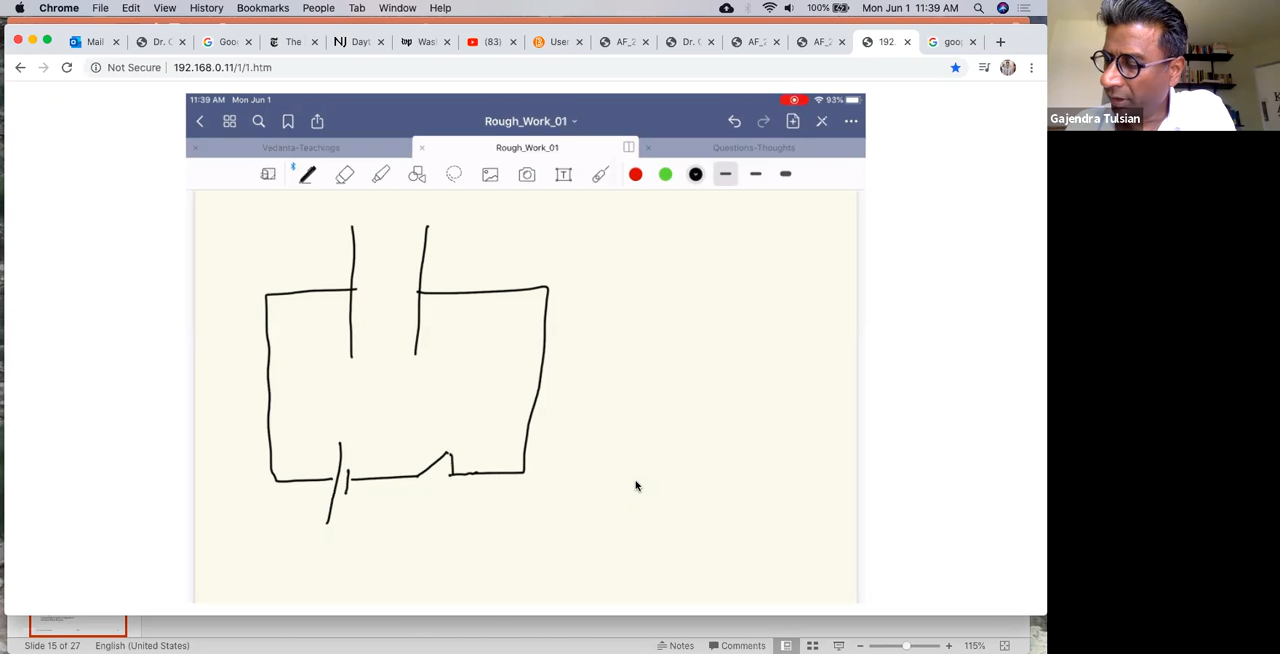 Chrome File Edit View History Bookmarks People Tab Window Help 100% Mon Jun 1 11:39 AM
Mail Dr. C Goo The Dayt Was (83) User AF_2 Dr. C AF_2 AF_2 192. goo
Not Secure 192.168.0.11/1/1.htm
11:39 AM Mon Jun 1 93%
Rough_Work_01
Vedanta-Teachings Rough_Work_01 Questions-Thoughts
Gajendra Tulsian
Slide 15 of 27 English (United States) Notes Comments 115%